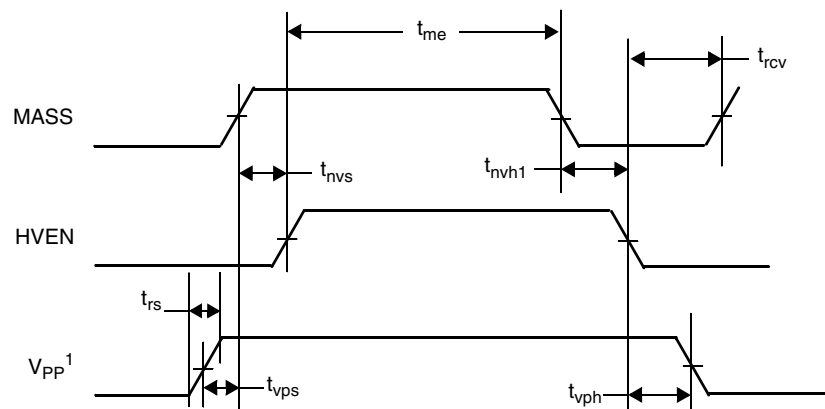 t_me
t_rcv
MASS
t_nvs
t_nvh1
HVEN
t_rs
V_PP^1
t_vps
t_vph